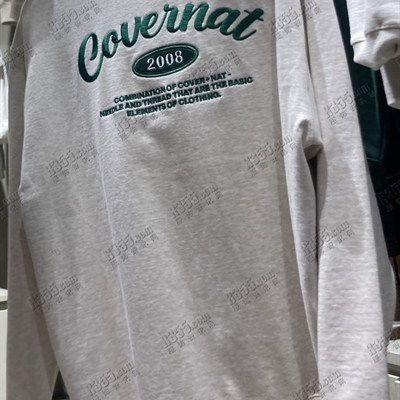 Covernat
2008
COMBINATION OF COVER + NAT -
NEEDLE AND THREAD THAT ARE THE BASIC
ELEMENTS OF CLOTHING.